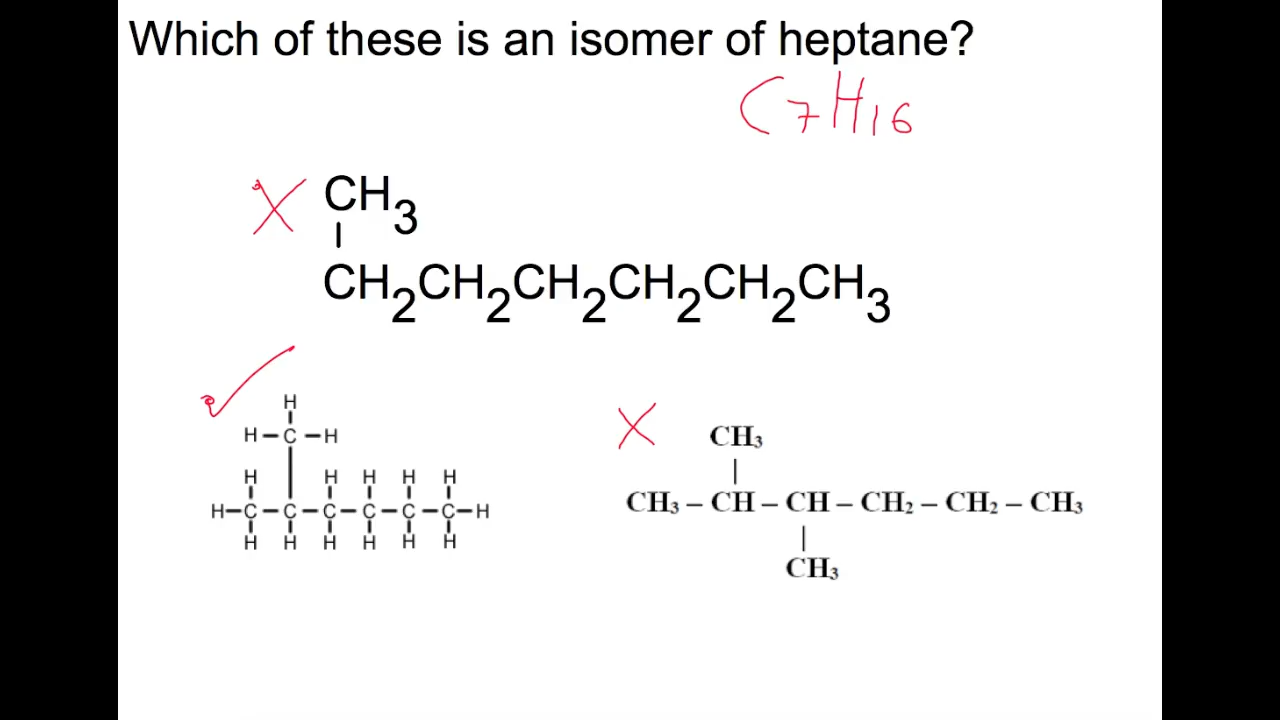 Which of these is an isomer of heptane?
C7H16
X CH3
CH2CH2CH2CH2CH2CH3
H
H–C–H
H H H H H
H–C–C–C–C–C–C–H
H H H H H H
X CH₃
CH₃ – CH – CH – CH₂ – CH₂ – CH₃
CH₃